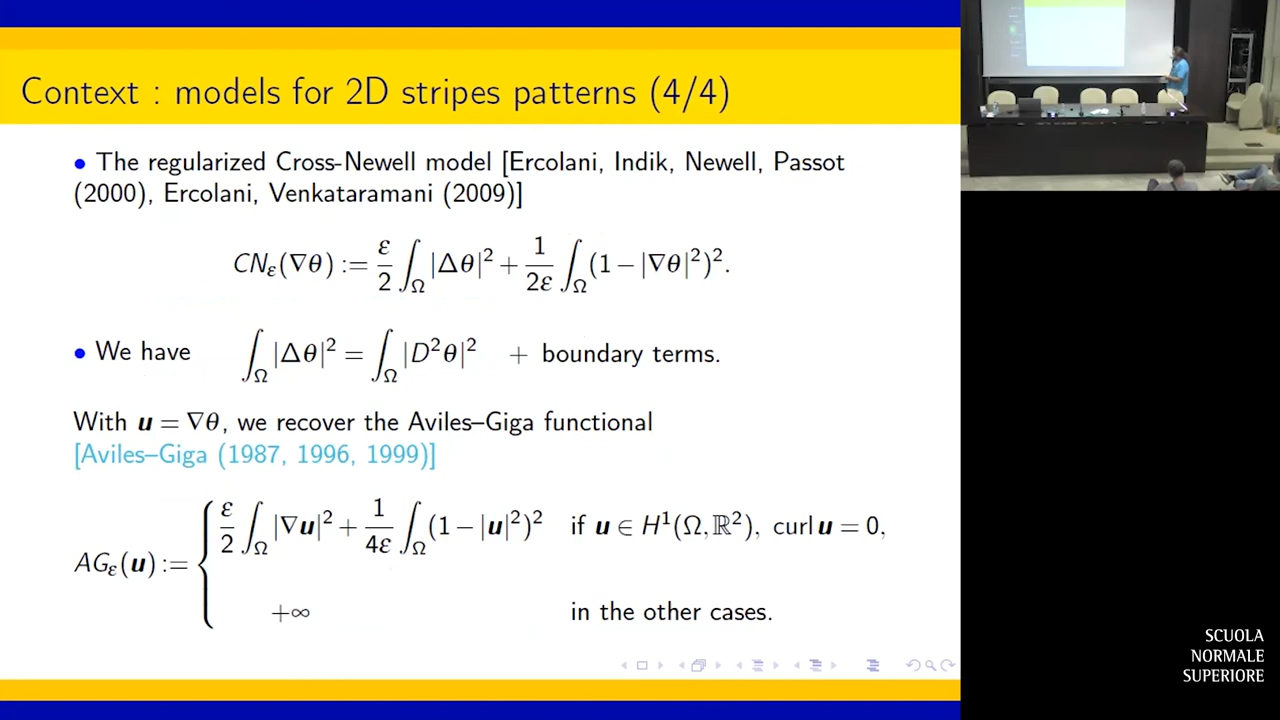 Context : models for 2D stripes patterns (4/4)
• The regularized Cross-Newell model [Ercolani, Indik, Newell, Passot
(2000), Ercolani, Venkataramani (2009)]
CN_ε(∇θ) := ε/2 ∫_Ω |Δθ|² + 1/2ε ∫_Ω (1−|∇θ|²)².
• We have ∫_Ω |Δθ|² = ∫_Ω |D²θ|² + boundary terms.
With u = ∇θ, we recover the Aviles–Giga functional
[Aviles–Giga (1987, 1996, 1999)]
AG_ε(u) := { ε/2 ∫_Ω |∇u|² + 1/4ε ∫_Ω (1−|u|²)² if u ∈ H¹(Ω,ℝ²), curl u = 0,
+∞ in the other cases.
SCUOLA
NORMALE
SUPERIORE